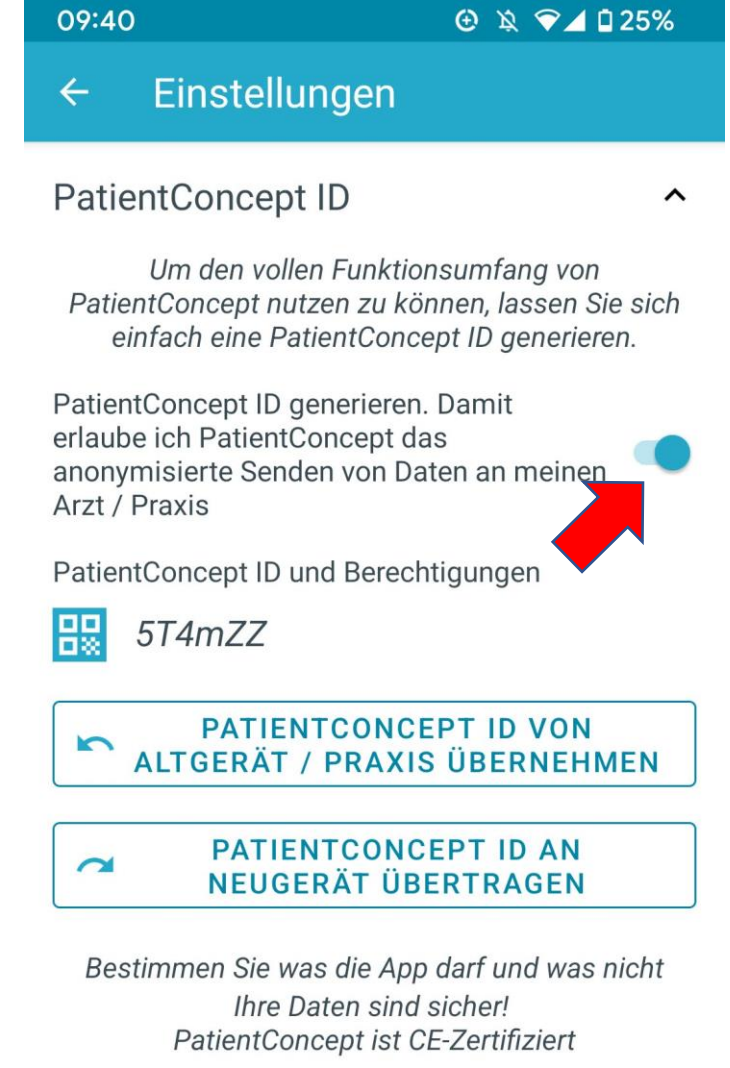 09:40
25%
Einstellungen
PatientConcept ID
Um den vollen Funktionsumfang von
PatientConcept nutzen zu können, lassen Sie sich
einfach eine PatientConcept ID generieren.
PatientConcept ID generieren. Damit
erlaube ich PatientConcept das
anonymisierte Senden von Daten an meinen
Arzt / Praxis
PatientConcept ID und Berechtigungen
5T4mZZ
PATIENTCONCEPT ID VON
ALTGERÄT / PRAXIS ÜBERNEHMEN
PATIENTCONCEPT ID AN
NEUGERÄT ÜBERTRAGEN
Bestimmen Sie was die App darf und was nicht
Ihre Daten sind sicher!
PatientConcept ist CE-Zertifiziert